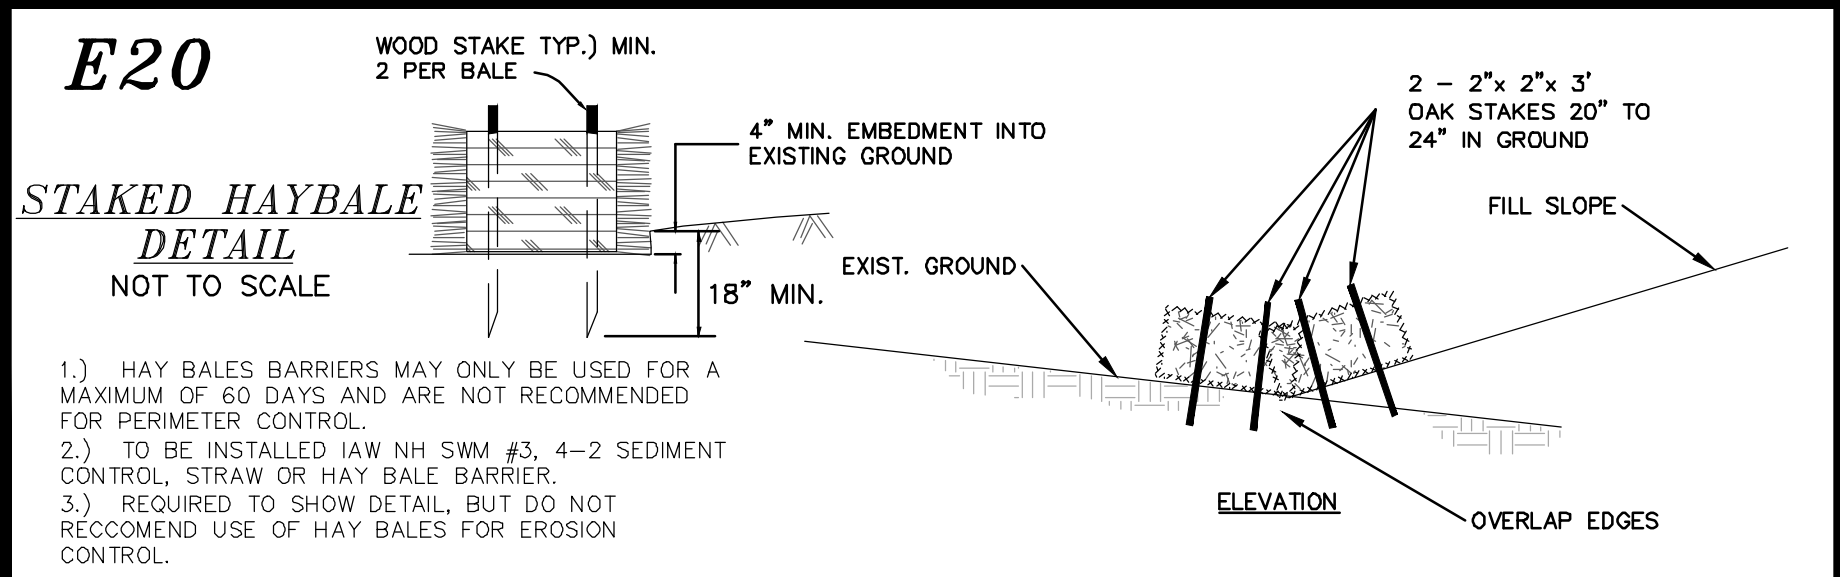 E20
WOOD STAKE TYP.) MIN.
2 PER BALE
4" MIN. EMBEDMENT INTO
EXISTING GROUND
STAKED HAYBALE
DETAIL
NOT TO SCALE
18" MIN.
1.) HAY BALES BARRIERS MAY ONLY BE USED FOR A
MAXIMUM OF 60 DAYS AND ARE NOT RECOMMENDED
FOR PERIMETER CONTROL.
2.) TO BE INSTALLED IAW NH SWM #3, 4-2 SEDIMENT
CONTROL, STRAW OR HAY BALE BARRIER.
3.) REQUIRED TO SHOW DETAIL, BUT DO NOT
RECCOMEND USE OF HAY BALES FOR EROSION
CONTROL.
2 - 2"x 2"x 3'
OAK STAKES 20" TO
24" IN GROUND
FILL SLOPE
EXIST. GROUND
ELEVATION
OVERLAP EDGES